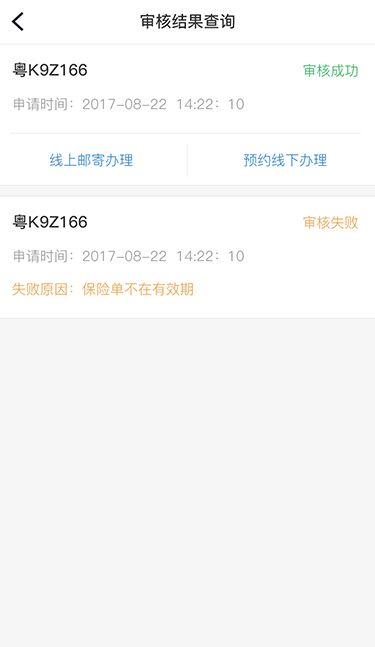 审核结果查询
粤K9Z166 审核成功
申请时间：2017-08-22 14:22：10
线上邮寄办理 预约线下办理
粤K9Z166 审核失败
申请时间：2017-08-22 14:22：10
失败原因：保险单不在有效期